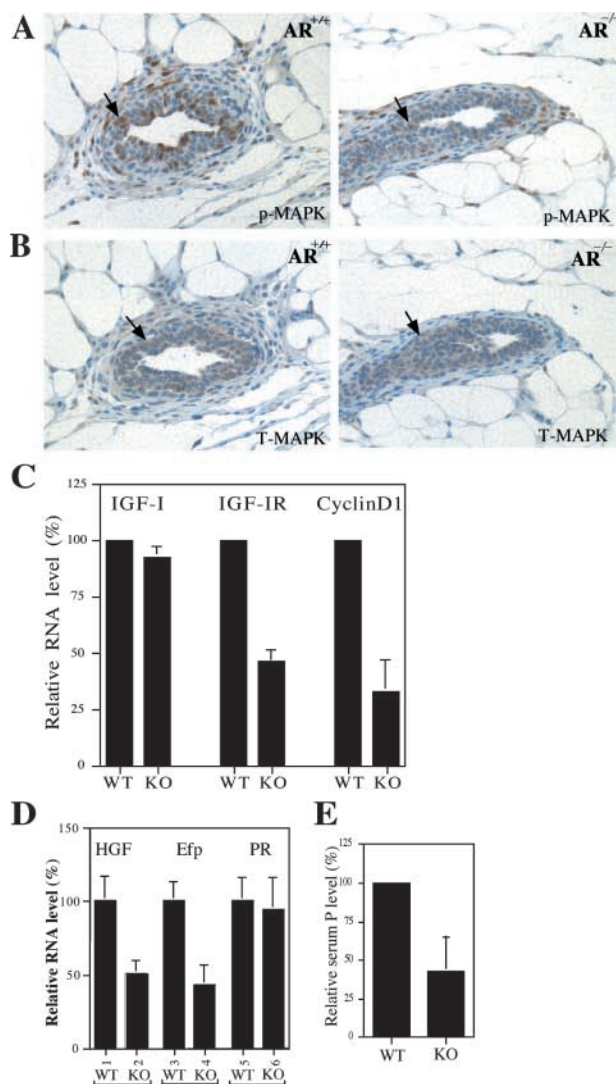 A
AR+/+
AR−/−
p-MAPK
p-MAPK
B
AR+/+
AR−/−
T-MAPK
T-MAPK
C
Relative RNA level (%)
125
100
75
50
25
0
IGF-I IGF-IR CyclinD1
WT KO WT KO WT KO
D
Relative RNA level (%)
150
100
50
0
HGF Efp PR
1 2 3 4 5 6
WT KO WT KO WT KO
E
Relative serum P level (%)
125
100
75
50
25
0
WT KO